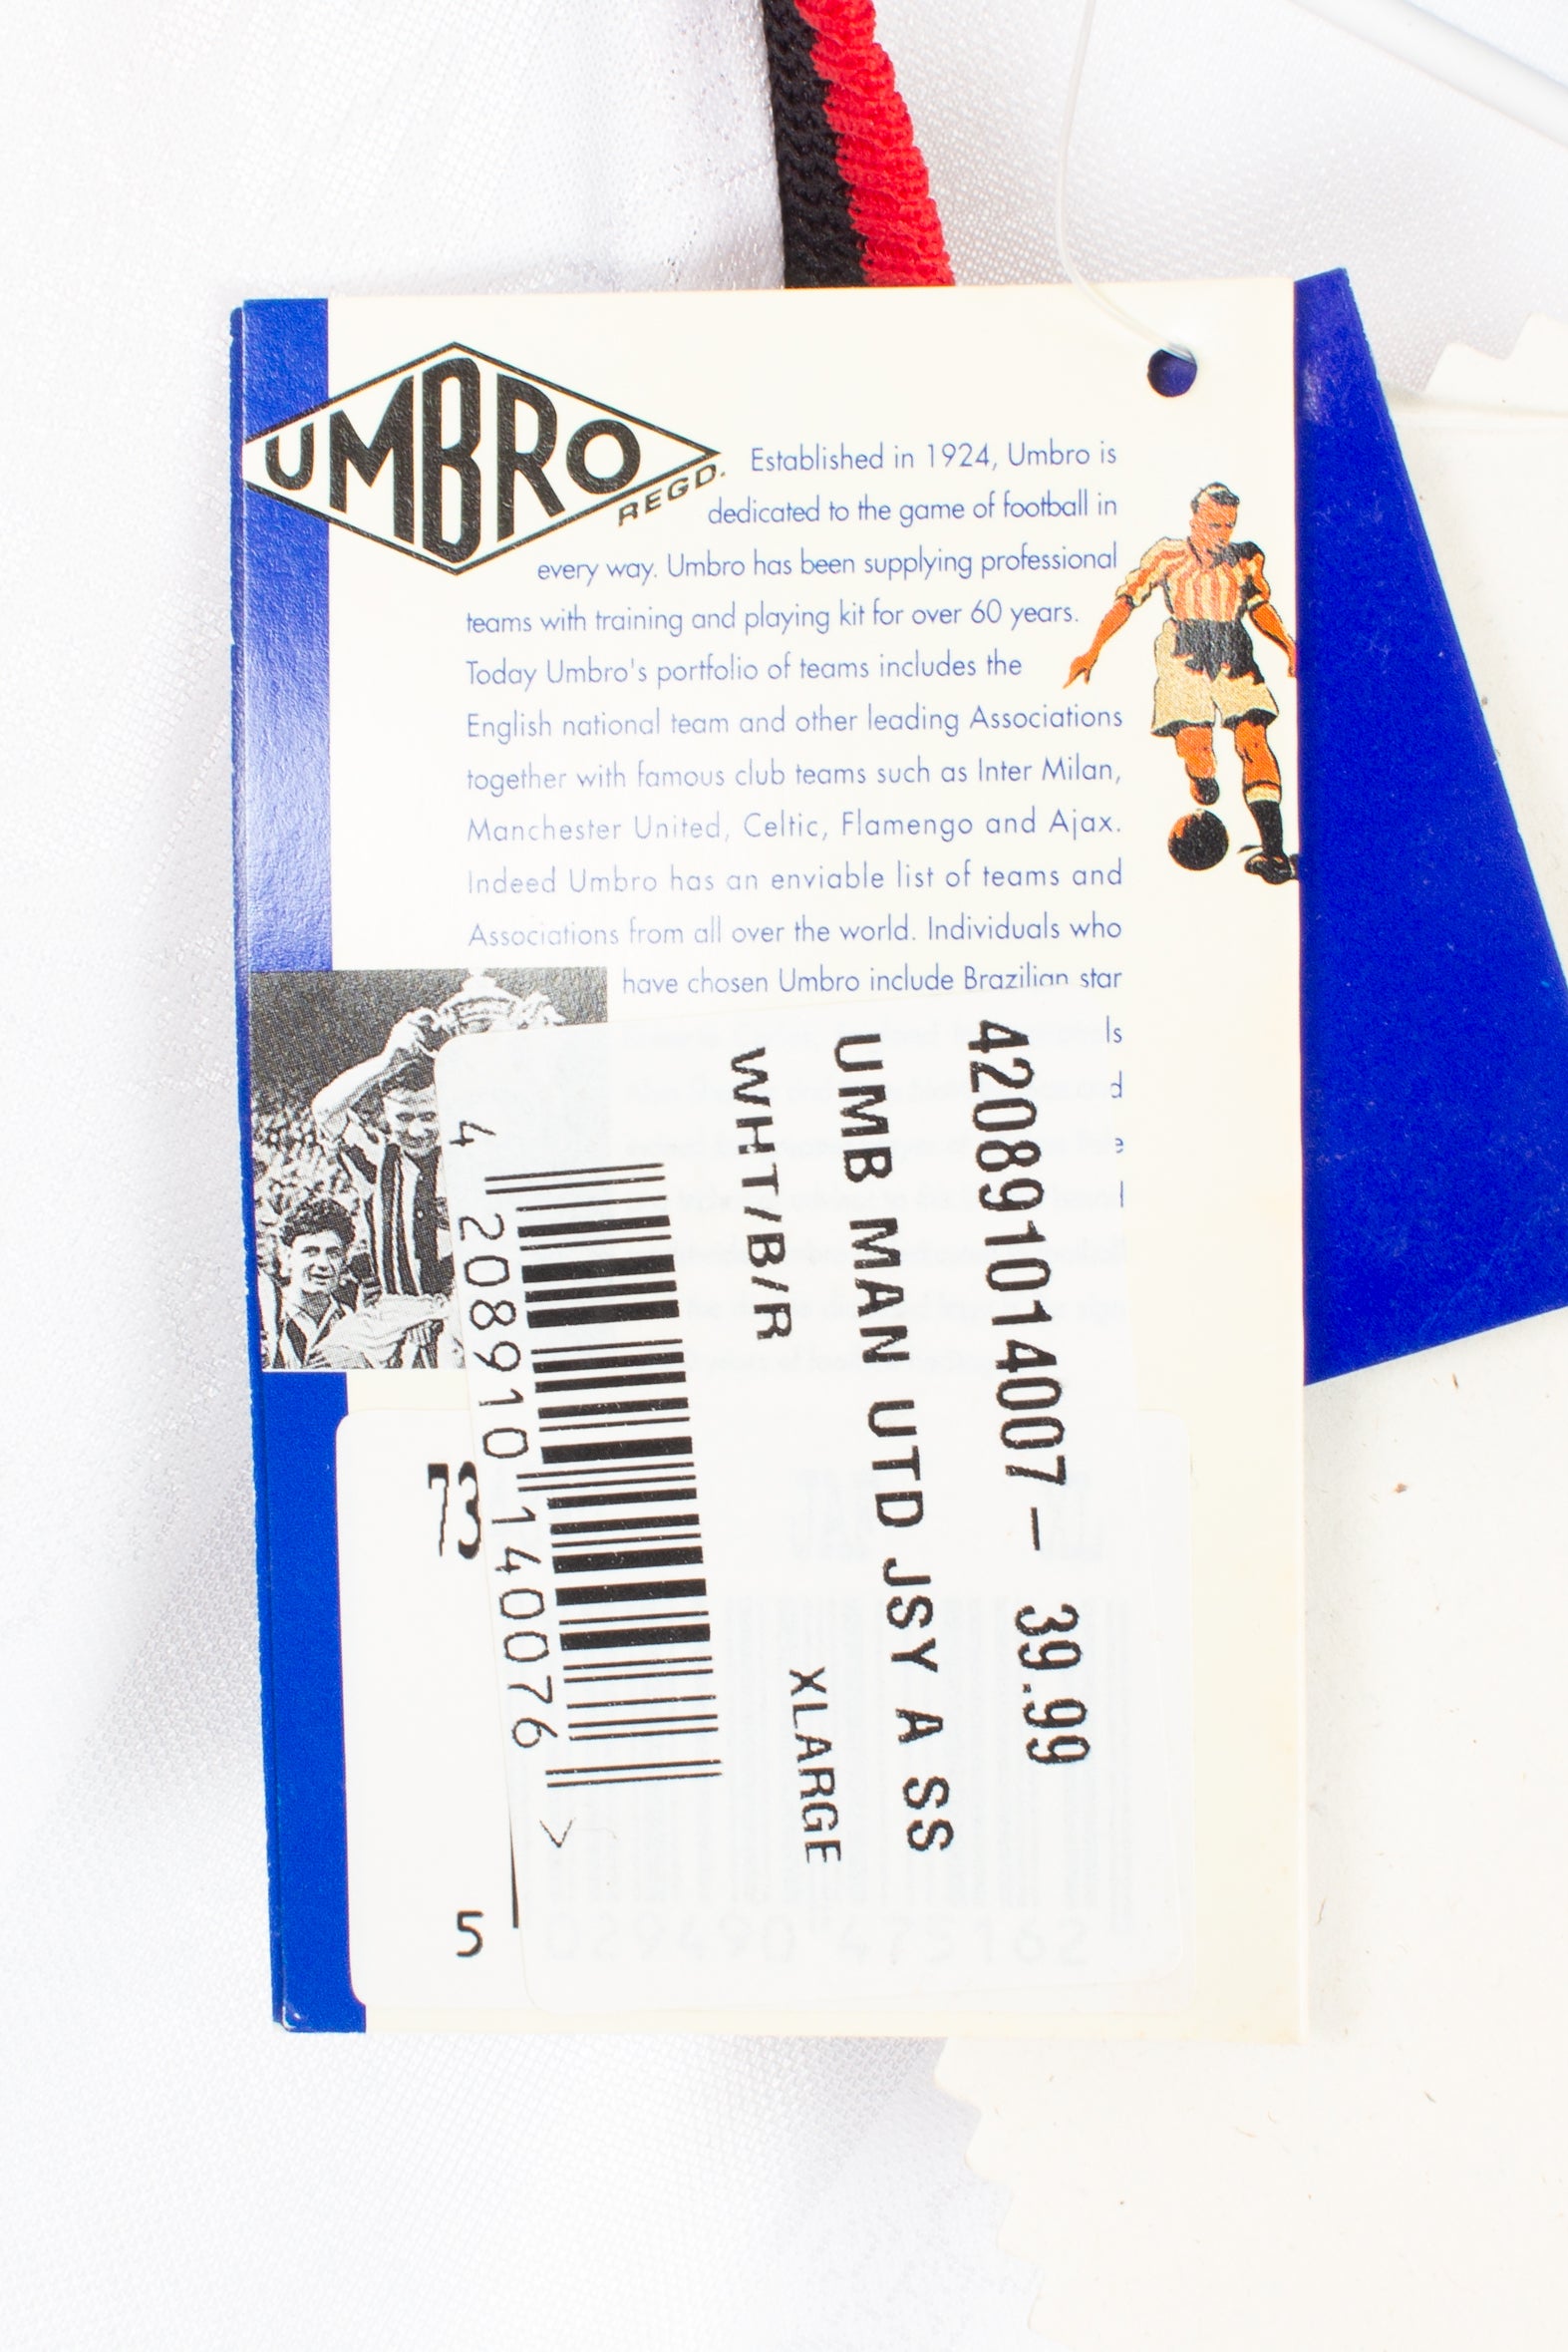 UMBRO
REGD.
Established in 1924, Umbro is
dedicated to the game of football in
every way. Umbro has been supplying professional
teams with training and playing kit for over 60 years.
Today Umbro's portfolio of teams includes the
English national team and other leading Associations
together with famous club teams such as Inter Milan,
Manchester United, Celtic, Flamengo and Ajax.
Indeed Umbro has an enviable list of teams and
Associations from all over the world. Individuals who
have chosen Umbro include Brazilian star
420891014007 – 39.99
UMB MAN UTD JSY A SS
WHT/B/R XLARGE
4 208910 140076 >
5